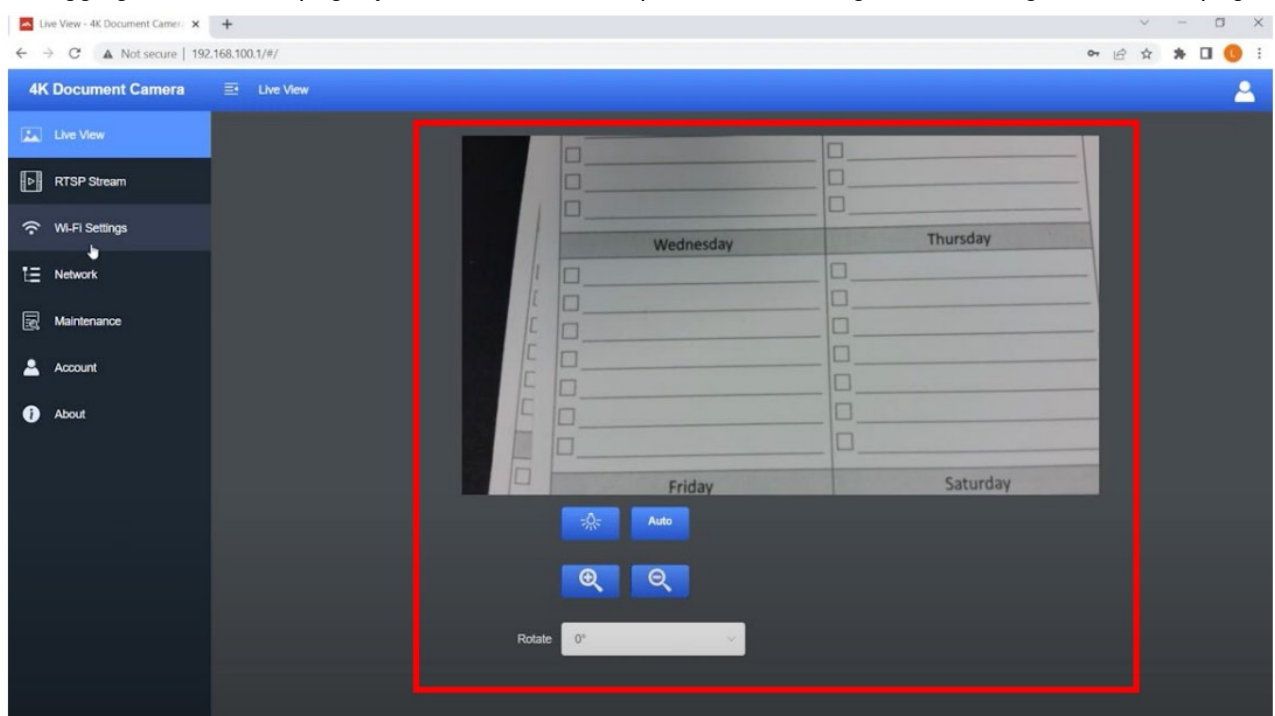 Live View - 4K Document Camer
Not secure | 192.168.100.1/#/
L
4K Document Camera
Live View
Live View
RTSP Stream
Wi-Fi Settings
Network
Maintenance
Account
About
Wednesday
Thursday
Friday
Saturday
Auto
Rotate
0°